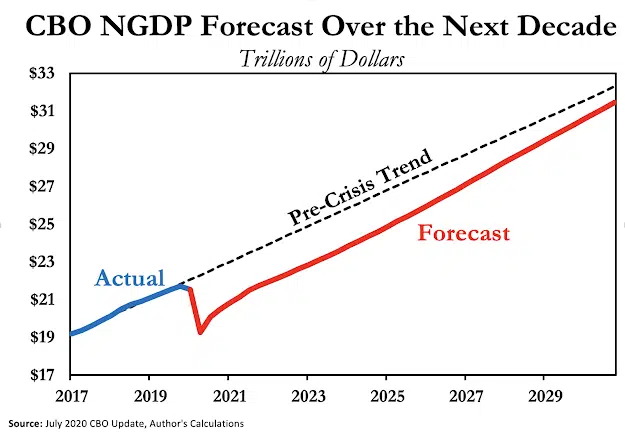 CBO NGDP Forecast Over the Next Decade
Trillions of Dollars
$33
$31
$29
$27
$25
$23
$21
$19
$17
Pre-Crisis Trend
Forecast
Actual
2017 2019 2021 2023 2025 2027 2029
Source: July 2020 CBO Update, Author's Calculations